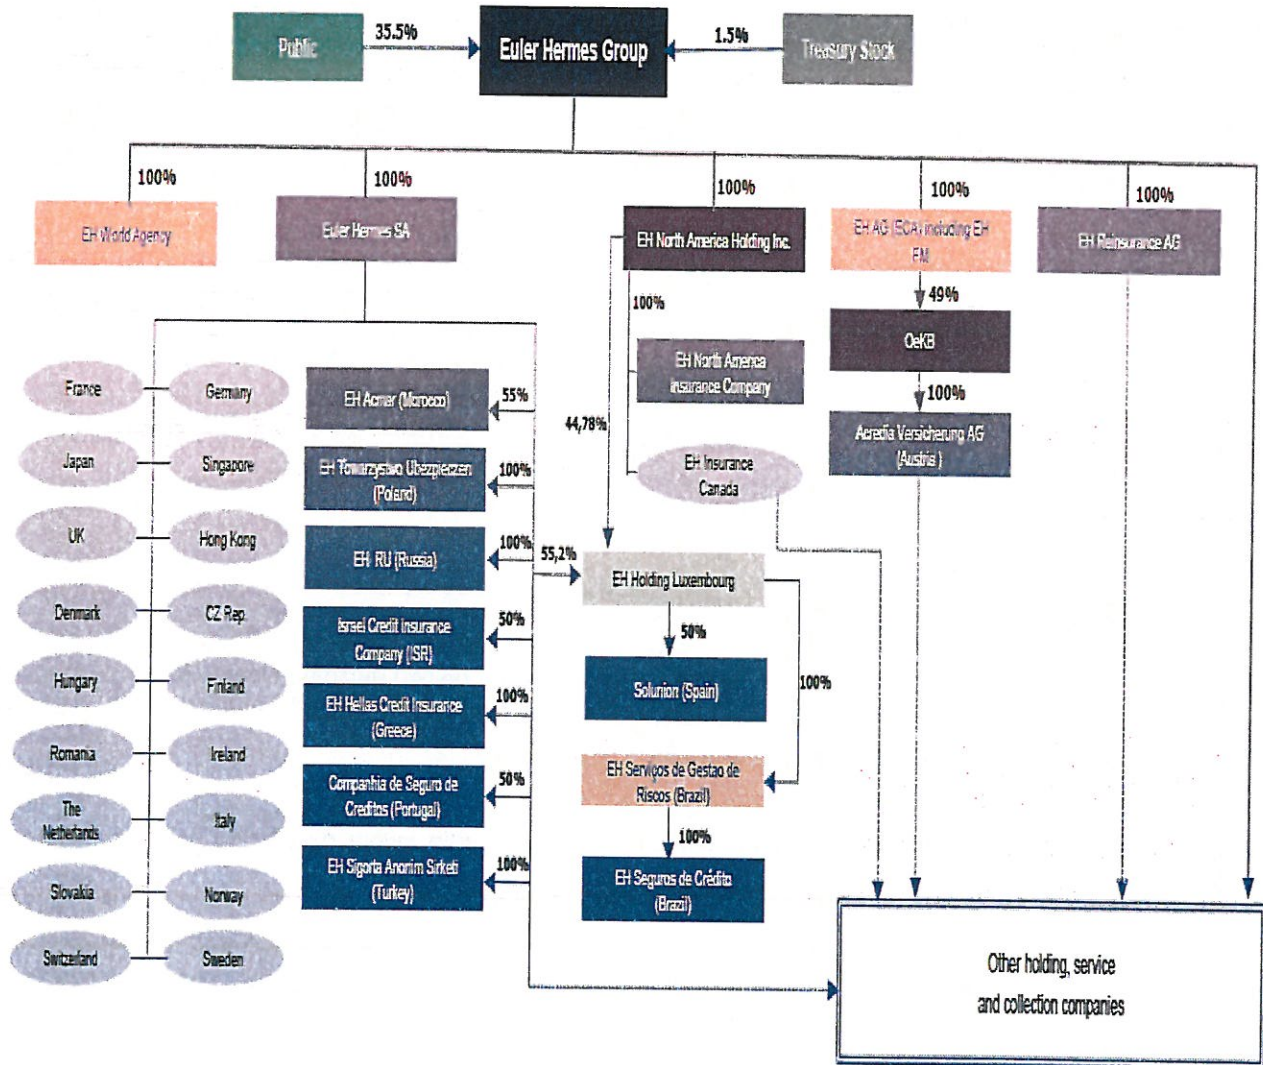 Public
35.5%
Euler Hermes Group
1.5%
Treasury Stock
100%
100%
100%
100%
100%
EH World Agency
Euler Hermes SA
EH North America Holding Inc.
EH AG (ECA) including EH
FM
EH Reinsurance AG
100%
49%
OeKB
EH North America
Insurance Company
100%
44,78%
Acredia Versicherung AG
(Austria )
EH Insurance
Canada
France
Germany
Japan
Singapore
UK
Hong Kong
Denmark
CZ Rep.
Hungary
Finland
Romania
Ireland
The
Netherlands
Italy
Slovakia
Norway
Switzerland
Sweden
EH Acmar (Morocco)
55%
EH Towarzystwo Ubezpieczen
(Poland)
100%
EH RU (Russia)
100%
Israel Credit Insurance
Company (ISR)
50%
EH Hellas Credit Insurance
(Greece)
100%
Companhia de Seguro de
Creditos (Portugal)
50%
EH Sigorta Anonim Sirketi
(Turkey)
100%
55,2%
EH Holding Luxembourg
50%
Solunion (Spain)
100%
EH Serviços de Gestao de
Riscos (Brazil)
100%
EH Seguros de Crédito
(Brazil)
Other holding, service
and collection companies